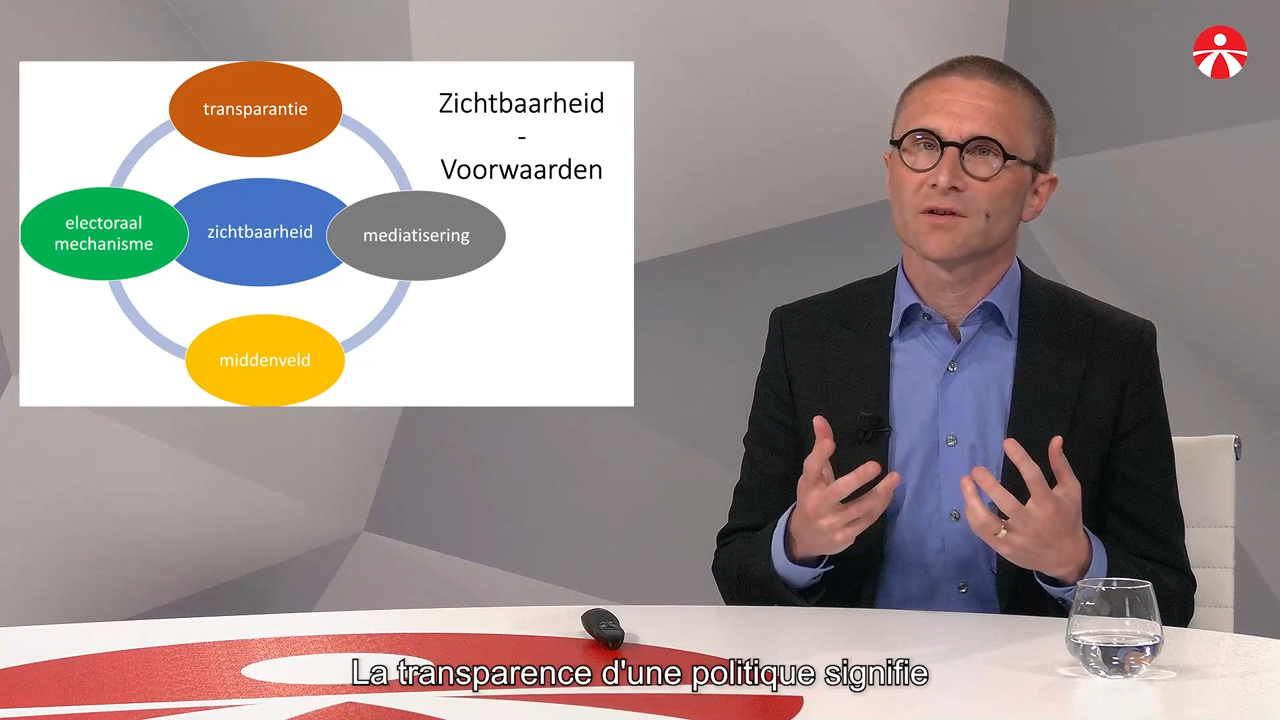 Zichtbaarheid
-
Voorwaarden
transparantie
electoraal
mechanisme
zichtbaarheid
mediatisering
middenveld
La transparence d'une politique signifie